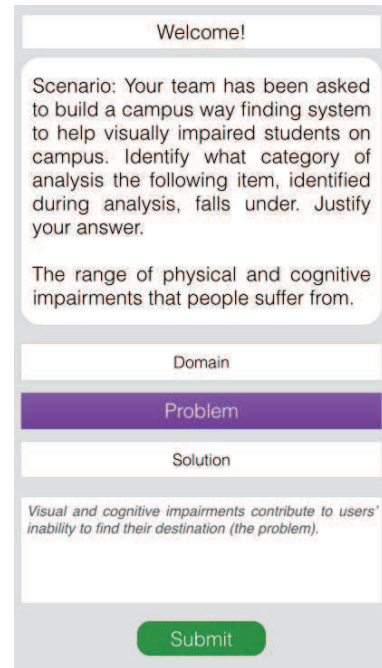 Welcome!
Scenario: Your team has been asked
to build a campus way finding system
to help visually impaired students on
campus. Identify what category of
analysis the following item, identified
during analysis, falls under. Justify
your answer.
The range of physical and cognitive
impairments that people suffer from.
Domain
Problem
Solution
Visual and cognitive impairments contribute to users'
inability to find their destination (the problem).
Submit